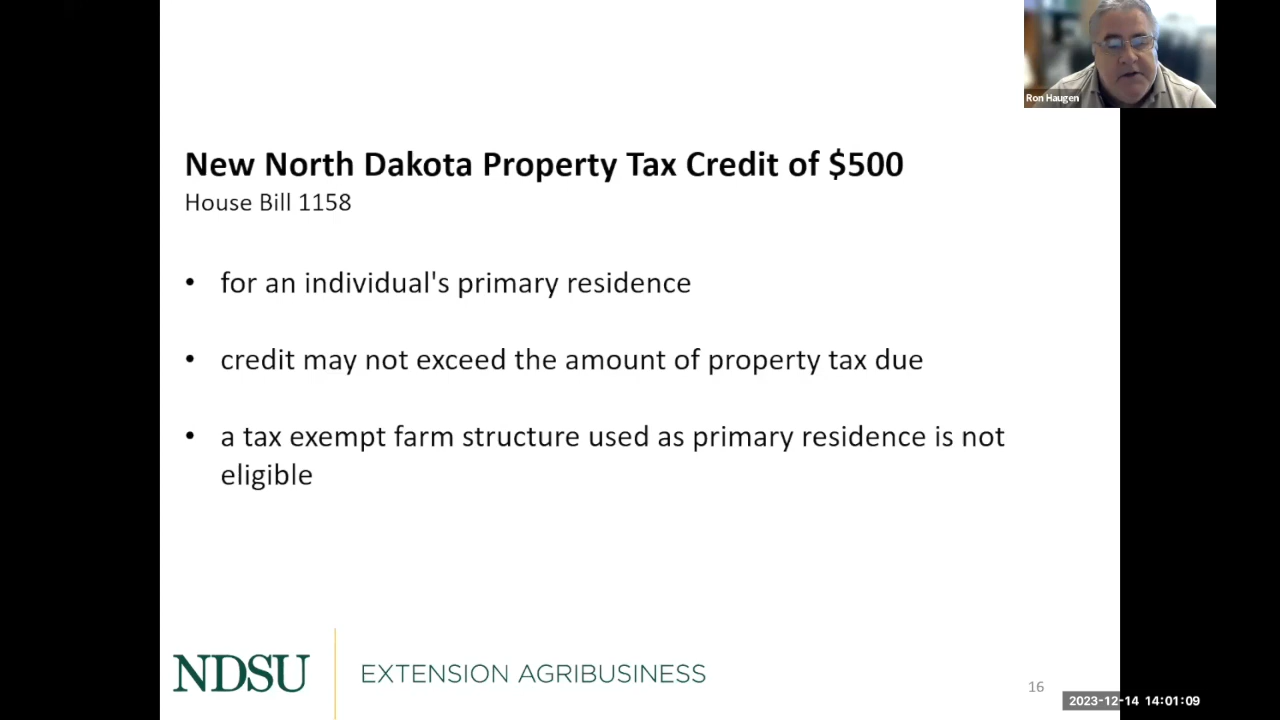 Ron Haugen
New North Dakota Property Tax Credit of $500
House Bill 1158
• for an individual's primary residence
• credit may not exceed the amount of property tax due
• a tax exempt farm structure used as primary residence is not
eligible
NDSU
EXTENSION AGRIBUSINESS
16
2023-12-14 14:01:09